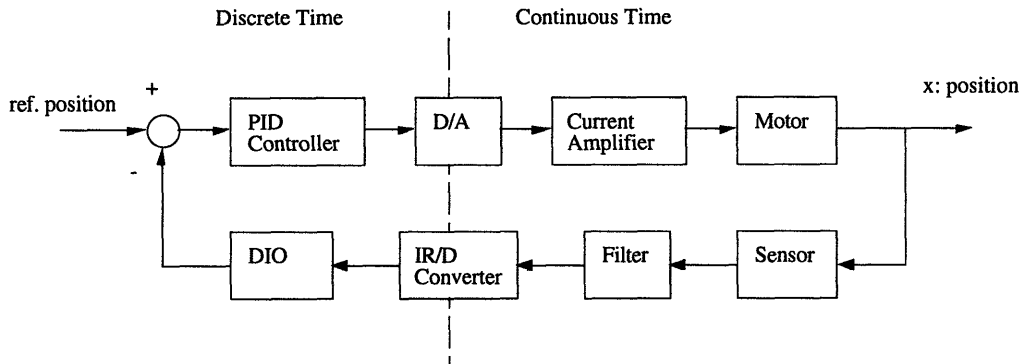 Discrete Time
Continuous Time
+
ref. position
x: position
PID
Controller
D/A
Current
Amplifier
Motor
-
DIO
IR/D
Converter
Filter
Sensor